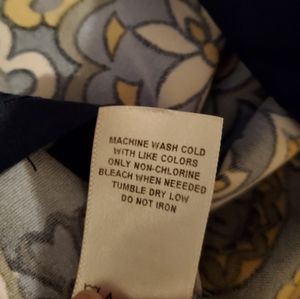 MACHINE WASH COLD
WITH LIKE COLORS
ONLY NON-CHLORINE
BLEACH WHEN NEEEDED
TUMBLE DRY LOW
DO NOT IRON